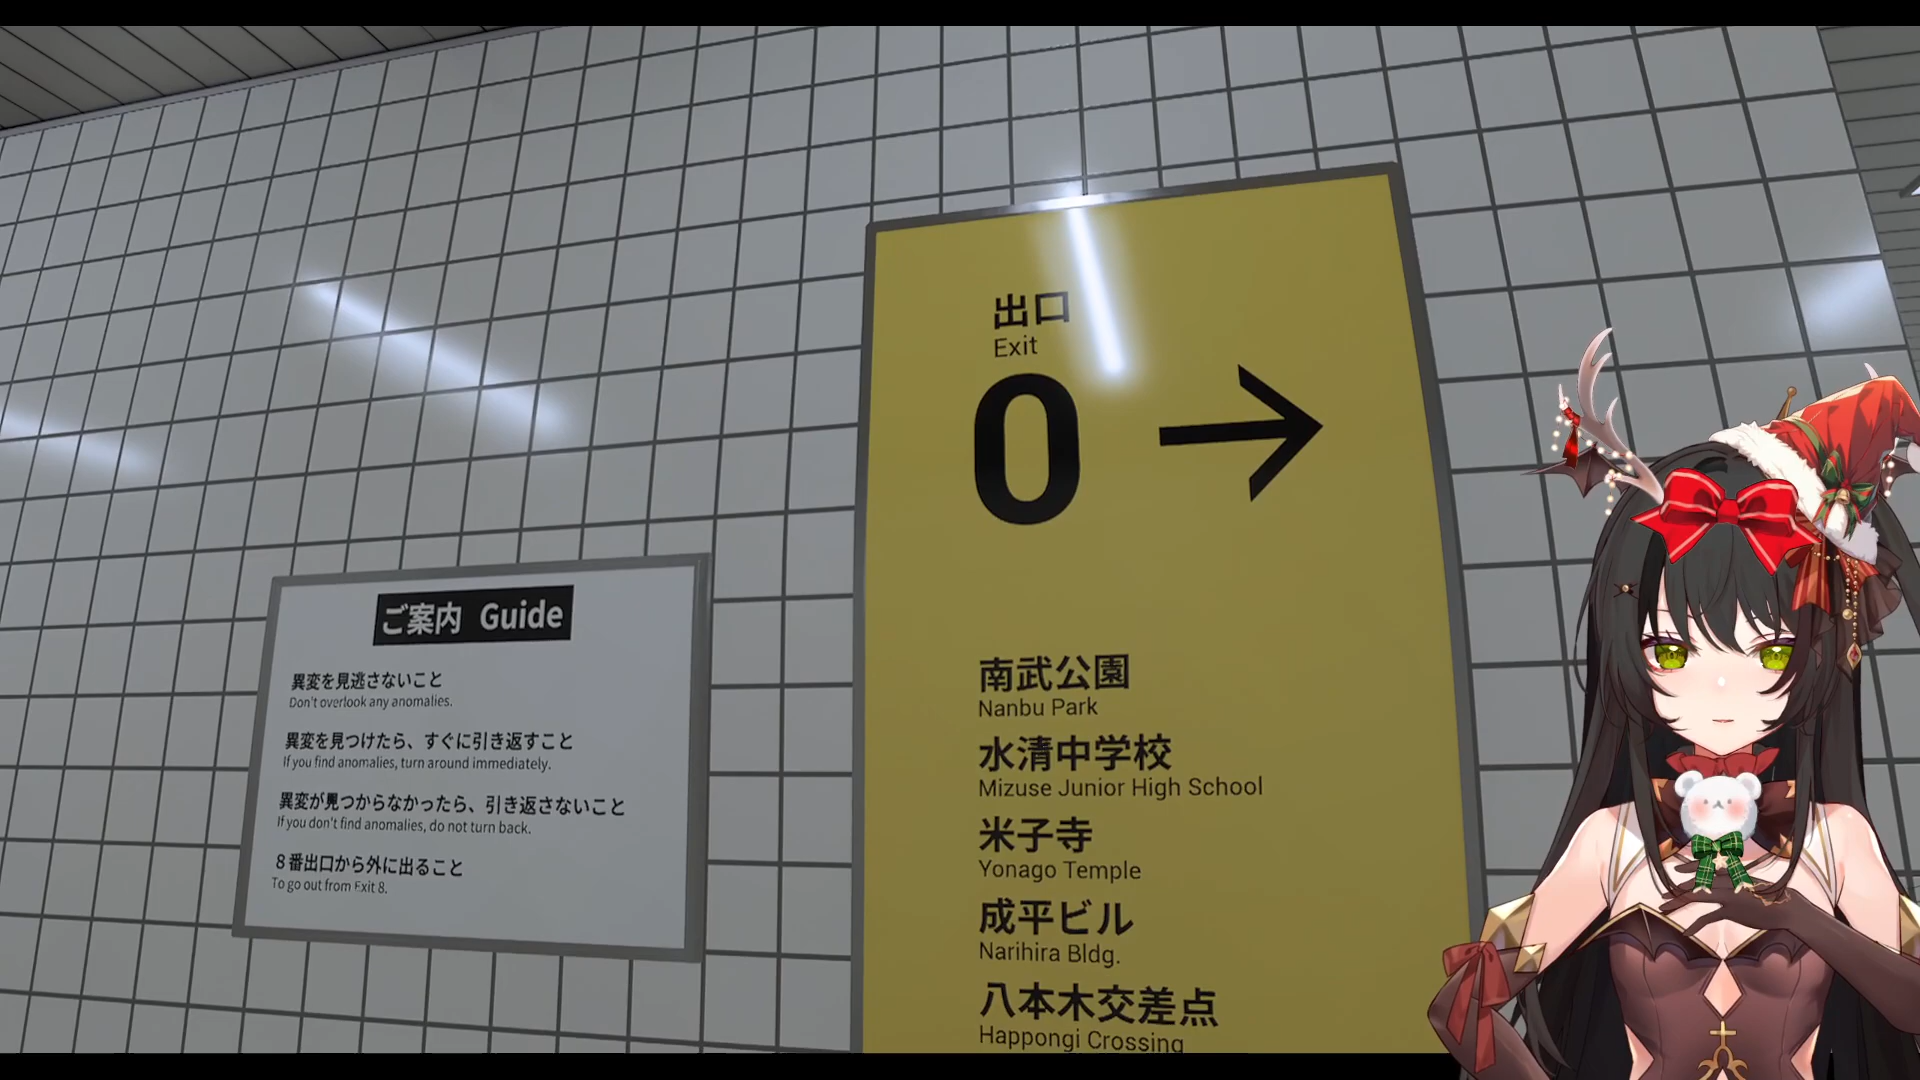 ご案内 Guide
異変を見逃さないこと
Don't overlook any anomalies.
異変を見つけたら、すぐに引き返すこと
If you find anomalies, turn around immediately.
異変が見つからなかったら、引き返さないこと
If you don't find anomalies, do not turn back.
8番出口から外に出ること
To go out from Exit 8.
出口
Exit
0
南武公園
Nanbu Park
水清中学校
Mizuse Junior High School
米子寺
Yonago Temple
成平ビル
Narihira Bldg.
八本木交差点
Happongi Crossing